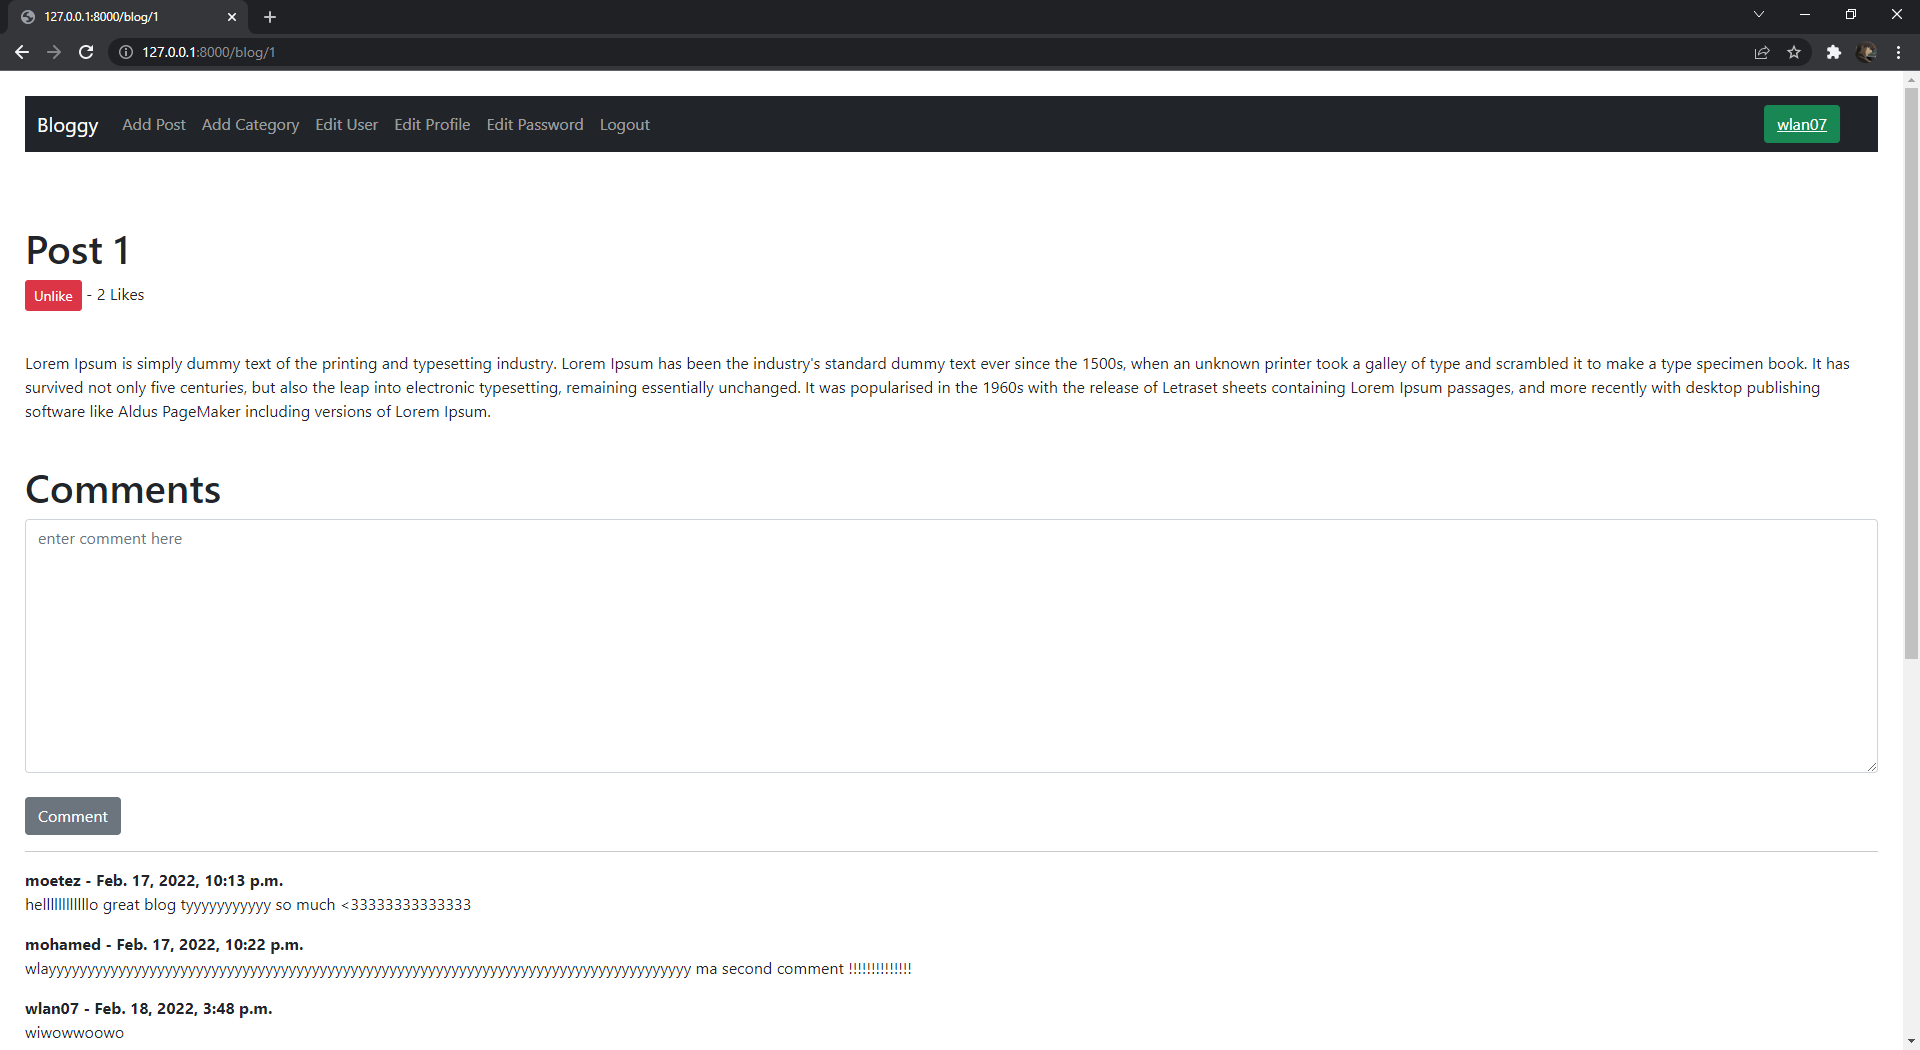 127.0.0.1:8000/blog/1
127.0.0.1:8000/blog/1
Bloggy Add Post Add Category Edit User Edit Profile Edit Password Logout wlan07
Post 1
Unlike - 2 Likes
Lorem Ipsum is simply dummy text of the printing and typesetting industry. Lorem Ipsum has been the industry's standard dummy text ever since the 1500s, when an unknown printer took a galley of type and scrambled it to make a type specimen book. It has
survived not only five centuries, but also the leap into electronic typesetting, remaining essentially unchanged. It was popularised in the 1960s with the release of Letraset sheets containing Lorem Ipsum passages, and more recently with desktop publishing
software like Aldus PageMaker including versions of Lorem Ipsum.
Comments
enter comment here
Comment
moetez - Feb. 17, 2022, 10:13 p.m.
helllllllllllo great blog tyyyyyyyyyyy so much <33333333333333
mohamed - Feb. 17, 2022, 10:22 p.m.
wlayyyyyyyyyyyyyyyyyyyyyyyyyyyyyyyyyyyyyyyyyyyyyyyyyyyyyyyyyyyyyyyyyyyyyyyyyyyyyyyyyyy ma second comment !!!!!!!!!!!!!!
wlan07 - Feb. 18, 2022, 3:48 p.m.
wiwowwoowo